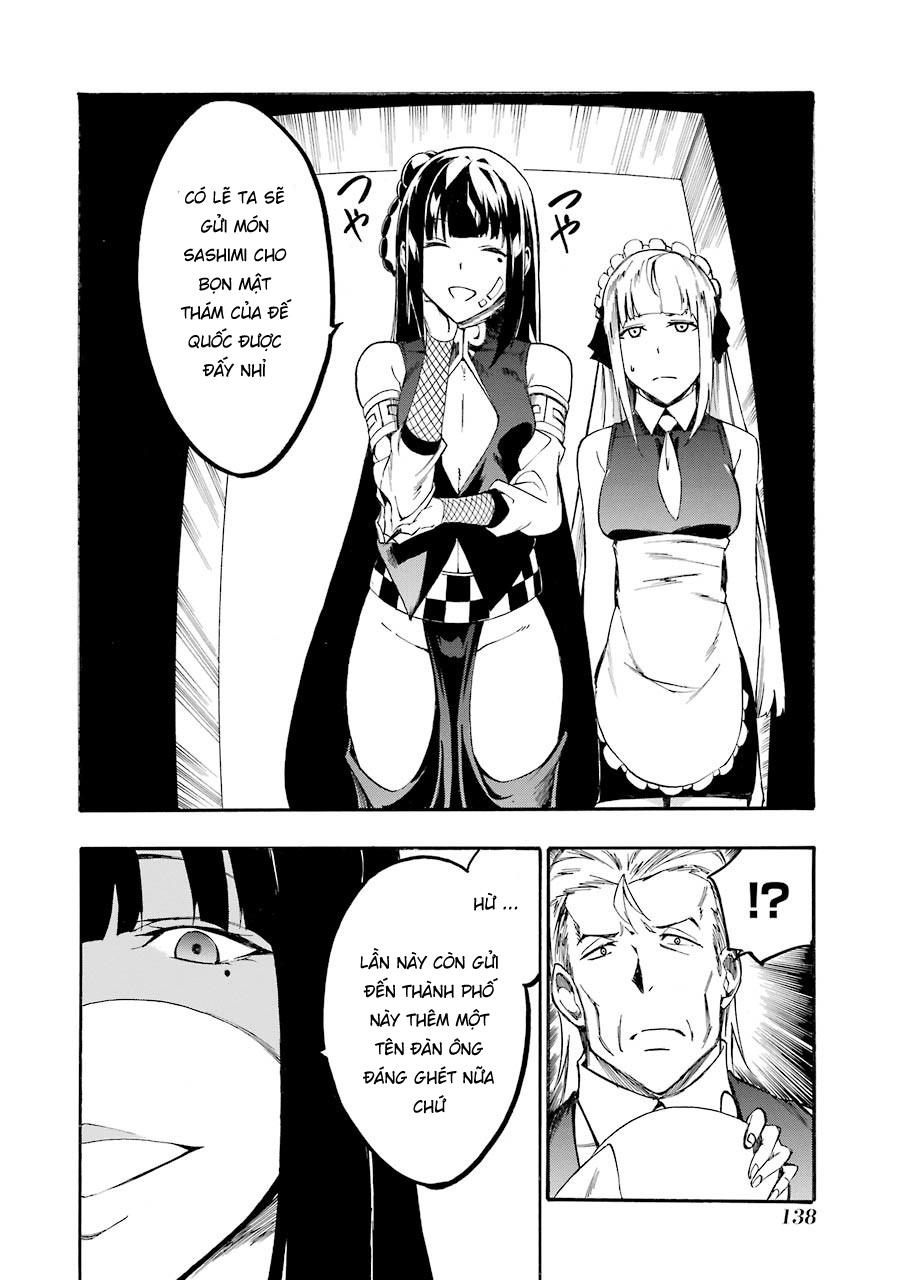 CÓ LẼ TA SẼ
GỬI MÓN
SASHIMI CHO
BỌN MẬT
THÁM CỦA ĐẾ
QUỐC ĐƯỢC
ĐẤY NHỈ
つや
つや
!?
HỪ ...
LẦN NÀY CÒN GỬI
ĐẾN THÀNH PHỐ
NÀY THÊM MỘT
TÊN ĐÀN ÔNG
ĐÁNG GHÉT NỮA
CHỨ
138